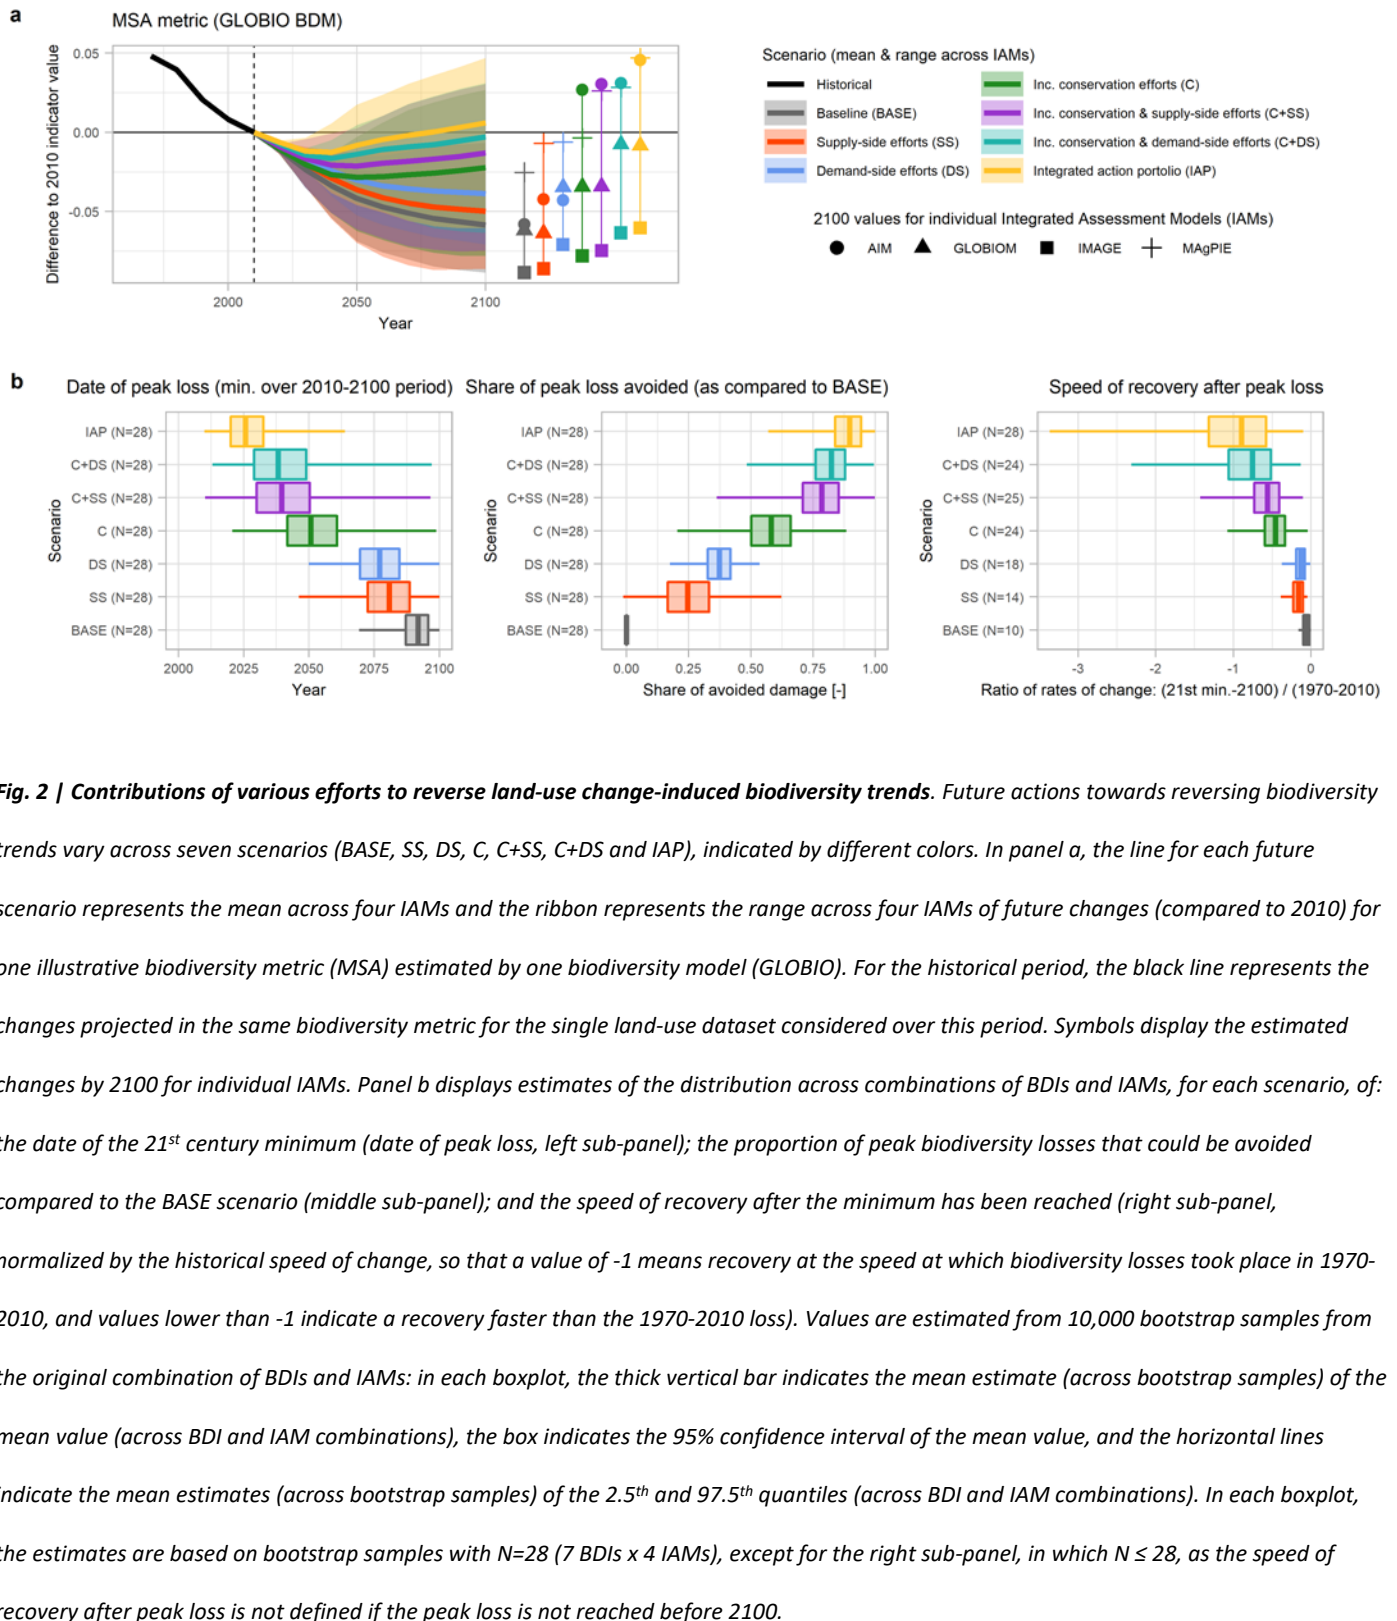 a
MSA metric (GLOBIO BDM)
Difference to 2010 indicator value
0.05
0.00
-0.05
2000
2050
2100
Year
Scenario (mean & range across IAMs)
Historical
Baseline (BASE)
Supply-side efforts (SS)
Demand-side efforts (DS)
Inc. conservation efforts (C)
Inc. conservation & supply-side efforts (C+SS)
Inc. conservation & demand-side efforts (C+DS)
Integrated action portolio (IAP)
2100 values for individual Integrated Assessment Models (IAMs)
AIM
GLOBIOM
IMAGE
MAgPIE
b
Date of peak loss (min. over 2010-2100 period)
Scenario
IAP (N=28)
C+DS (N=28)
C+SS (N=28)
C (N=28)
DS (N=28)
SS (N=28)
BASE (N=28)
2000
2025
2050
2075
2100
Year
Share of peak loss avoided (as compared to BASE)
Scenario
IAP (N=28)
C+DS (N=28)
C+SS (N=28)
C (N=28)
DS (N=28)
SS (N=28)
BASE (N=28)
0.00
0.25
0.50
0.75
1.00
Share of avoided damage [-]
Speed of recovery after peak loss
Scenario
IAP (N=28)
C+DS (N=24)
C+SS (N=25)
C (N=24)
DS (N=18)
SS (N=14)
BASE (N=10)
-3
-2
-1
0
Ratio of rates of change: (21st min.-2100) / (1970-2010)
Fig. 2 | Contributions of various efforts to reverse land-use change-induced biodiversity trends. Future actions towards reversing biodiversity
trends vary across seven scenarios (BASE, SS, DS, C, C+SS, C+DS and IAP), indicated by different colors. In panel a, the line for each future
scenario represents the mean across four IAMs and the ribbon represents the range across four IAMs of future changes (compared to 2010) for
one illustrative biodiversity metric (MSA) estimated by one biodiversity model (GLOBIO). For the historical period, the black line represents the
changes projected in the same biodiversity metric for the single land-use dataset considered over this period. Symbols display the estimated
changes by 2100 for individual IAMs. Panel b displays estimates of the distribution across combinations of BDIs and IAMs, for each scenario, of:
the date of the 21st century minimum (date of peak loss, left sub-panel); the proportion of peak biodiversity losses that could be avoided
compared to the BASE scenario (middle sub-panel); and the speed of recovery after the minimum has been reached (right sub-panel,
normalized by the historical speed of change, so that a value of -1 means recovery at the speed at which biodiversity losses took place in 1970-
2010, and values lower than -1 indicate a recovery faster than the 1970-2010 loss). Values are estimated from 10,000 bootstrap samples from
the original combination of BDIs and IAMs: in each boxplot, the thick vertical bar indicates the mean estimate (across bootstrap samples) of the
mean value (across BDI and IAM combinations), the box indicates the 95% confidence interval of the mean value, and the horizontal lines
indicate the mean estimates (across bootstrap samples) of the 2.5th and 97.5th quantiles (across BDI and IAM combinations). In each boxplot,
the estimates are based on bootstrap samples with N=28 (7 BDIs x 4 IAMs), except for the right sub-panel, in which N ≤ 28, as the speed of
recovery after peak loss is not defined if the peak loss is not reached before 2100.